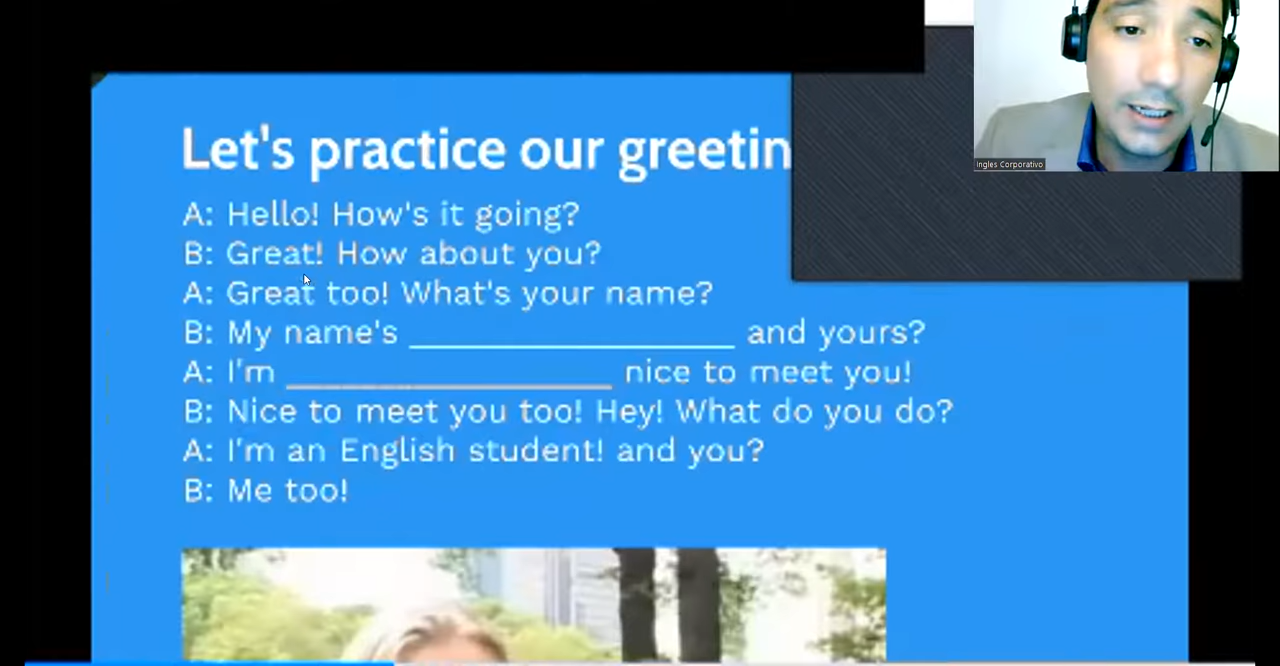 Let's practice our greetin
A: Hello! How's it going?
B: Great! How about you?
A: Great too! What's your name?
B: My name's ____________________ and yours?
A: I'm ____________________ nice to meet you!
B: Nice to meet you too! Hey! What do you do?
A: I'm an English student! and you?
B: Me too!
Ingles Corporativo